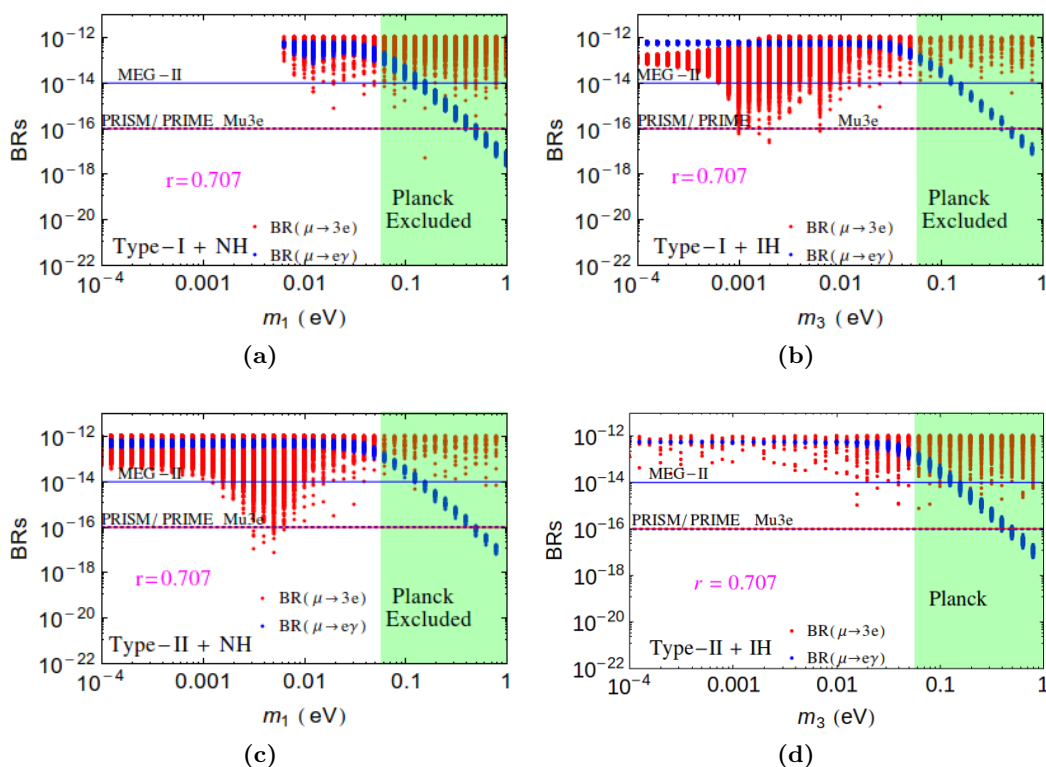 10⁻¹²
10⁻¹⁴
10⁻¹⁶
10⁻¹⁸
10⁻²⁰
10⁻²²
BRs
MEG-II
PRISM/ PRIME Mu3e
r=0.707
Planck
Excluded
BR(μ→3e)
BR(μ→eγ)
Type-I + NH
10⁻⁴ 0.001 0.01 0.1 1
m₁ (eV)
(a)
10⁻¹²
10⁻¹⁴
10⁻¹⁶
10⁻¹⁸
10⁻²⁰
10⁻²²
BRs
MEG-II
PRISM/ PRIME Mu3e
r=0.707
Planck
Excluded
BR(μ→3e)
BR(μ→eγ)
Type-I + IH
10⁻⁴ 0.001 0.01 0.1 1
m₃ (eV)
(b)
10⁻¹²
10⁻¹⁴
10⁻¹⁶
10⁻¹⁸
10⁻²⁰
10⁻²²
BRs
MEG-II
PRISM/ PRIME Mu3e
r=0.707
Planck
Excluded
BR(μ→3e)
BR(μ→eγ)
Type-II + NH
10⁻⁴ 0.001 0.01 0.1 1
m₁ (eV)
(c)
10⁻¹²
10⁻¹⁴
10⁻¹⁶
10⁻¹⁸
10⁻²⁰
10⁻²²
BRs
MEG-II
PRISM/ PRIME Mu3e
r = 0.707
Planck
BR(μ→3e)
BR(μ→eγ)
Type-II + IH
10⁻⁴ 0.001 0.01 0.1 1
m₃ (eV)
(d)